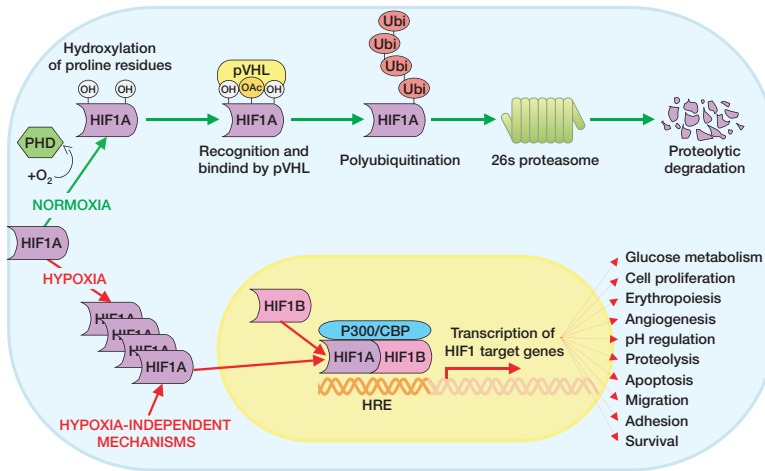 Hydroxylation
of proline residues
OH
OH
HIF1A
PHD
+O2
NORMOXIA
HIF1A
pVHL
OH
OAc
OH
HIF1A
Recognition and
bindind by pVHL
Ubi
Ubi
Ubi
Ubi
HIF1A
Polyubiquitination
26s proteasome
Proteolytic
degradation
HYPOXIA
HIF1A
HIF1A
HIF1A
HIF1A
HYPOXIA-INDEPENDENT
MECHANISMS
HIF1B
P300/CBP
HIF1A
HIF1B
HRE
Transcription of
HIF1 target genes
Glucose metabolism
Cell proliferation
Erythropoiesis
Angiogenesis
pH regulation
Proteolysis
Apoptosis
Migration
Adhesion
Survival